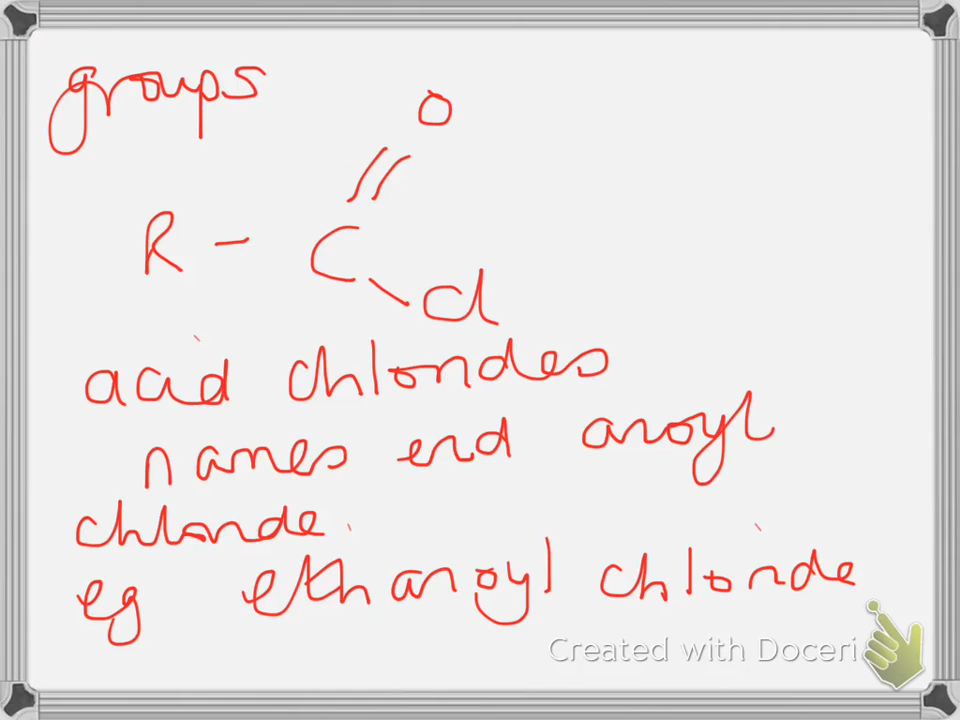 groups
O
R - C
Cl
acid chlorides
names end anoyl
chloride
eg ethanoyl chloride
Created with Doceri